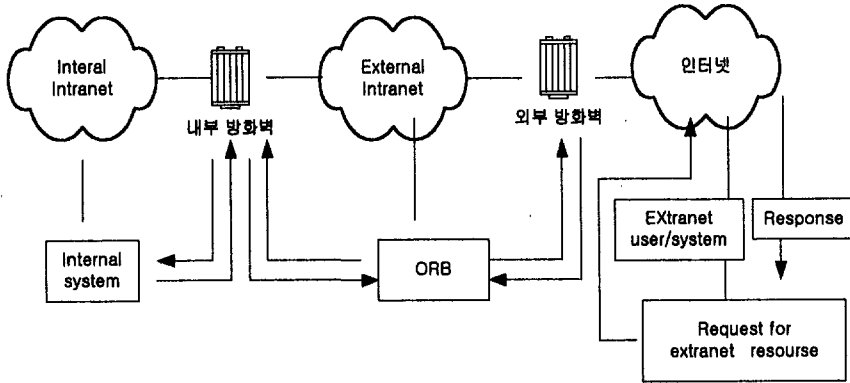 Interal
Intranet
내부 방화벽
External
Intranet
외부 방화벽
인터넷
EXtranet
user/system
Response
Internal
system
ORB
Request for
extranet resourse